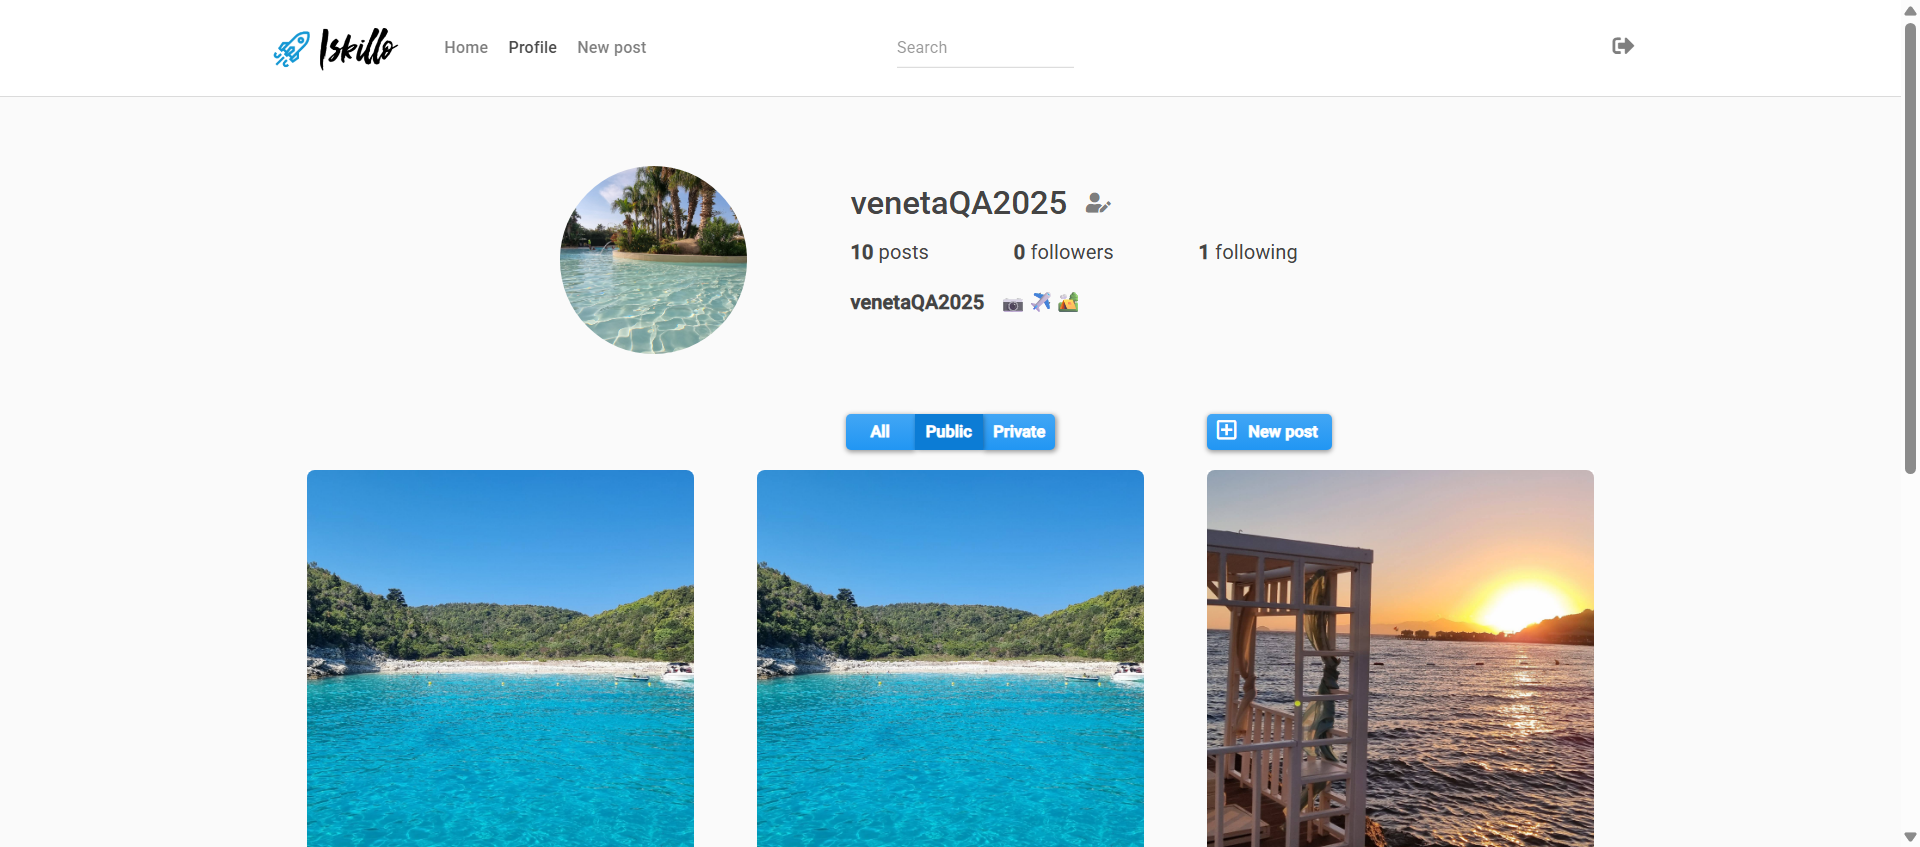 Iskillo
Home Profile New post
Search
venetaQA2025
10 posts 0 followers 1 following
venetaQA2025
All Public Private
New post